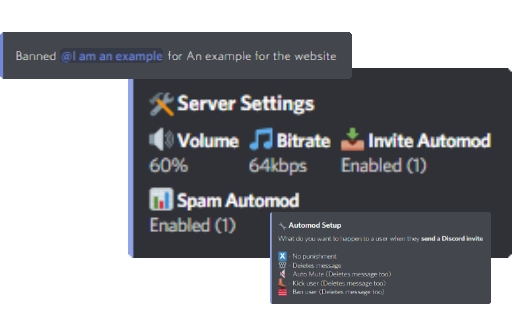 Banned @I am an example for An example for the website
Server Settings
Volume Bitrate Invite Automod
60% 64kbps Enabled (1)
Spam Automod
Enabled (1)
Automod Setup
What do you want to happen to a user when they send a Discord invite
X - No punishment
- Deletes message
- Auto Mute (Deletes message too)
- Kick user (Deletes message too)
- Ban user (Deletes message too)